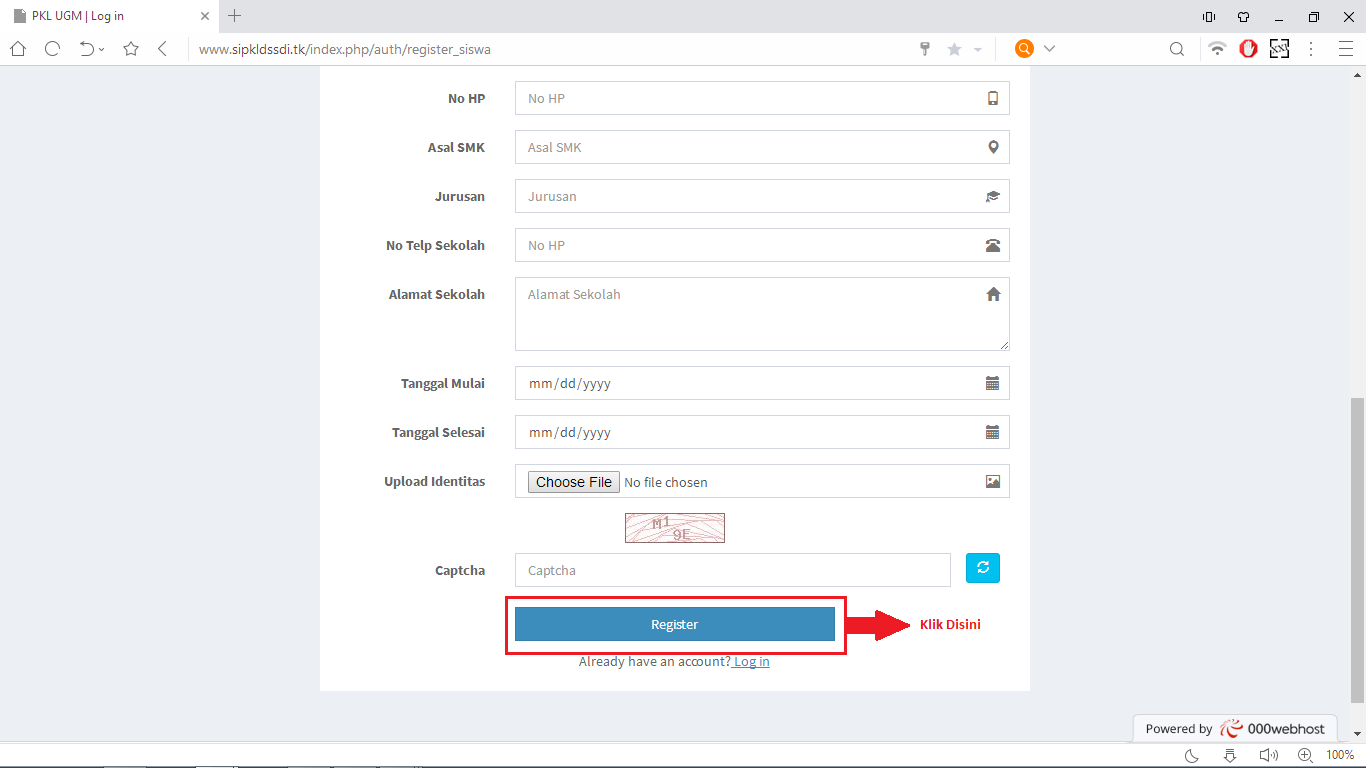 PKL UGM | Log in
www.sipkldssdi.tk/index.php/auth/register_siswa
No HP No HP
Asal SMK Asal SMK
Jurusan Jurusan
No Telp Sekolah No HP
Alamat Sekolah Alamat Sekolah
Tanggal Mulai mm/dd/yyyy
Tanggal Selesai mm/dd/yyyy
Upload Identitas Choose File No file chosen
M1
9E
Captcha Captcha
Register Klik Disini
Already have an account? Log in
Powered by 000webhost
100%